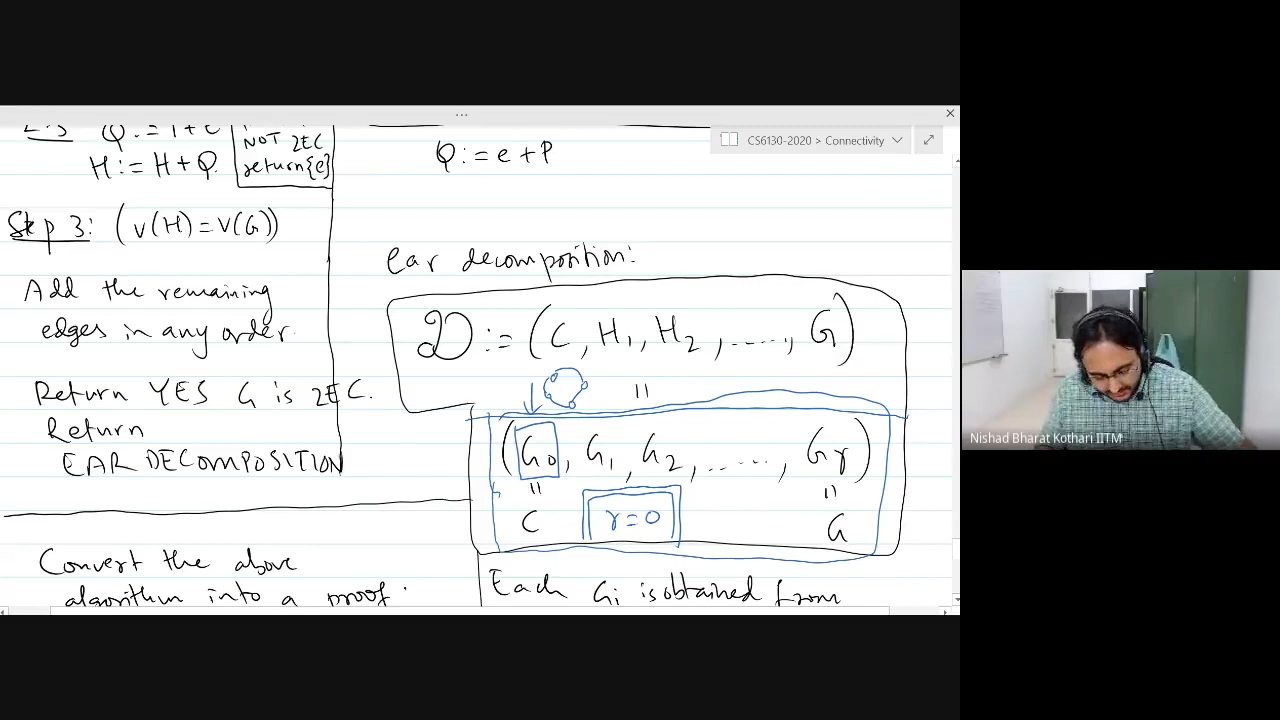 CS6130-2020 > Connectivity
Q := P+e
H := H + Q
NOT 2EC
return {e}
Q := e + P
Step 3: (V(H) = V(G))
Add the remaining
edges in any order.
Return YES G is 2EC.
Return
EAR DECOMPOSITION
Convert the above
algorithm into a proof.
Ear decomposition:
D := (C, H1, H2, ....., G)
=
(G0, G1, G2, ......, Gr)
= =
C r=0 G
Each Gi is obtained from
Nishad Bharat Kothari IITM